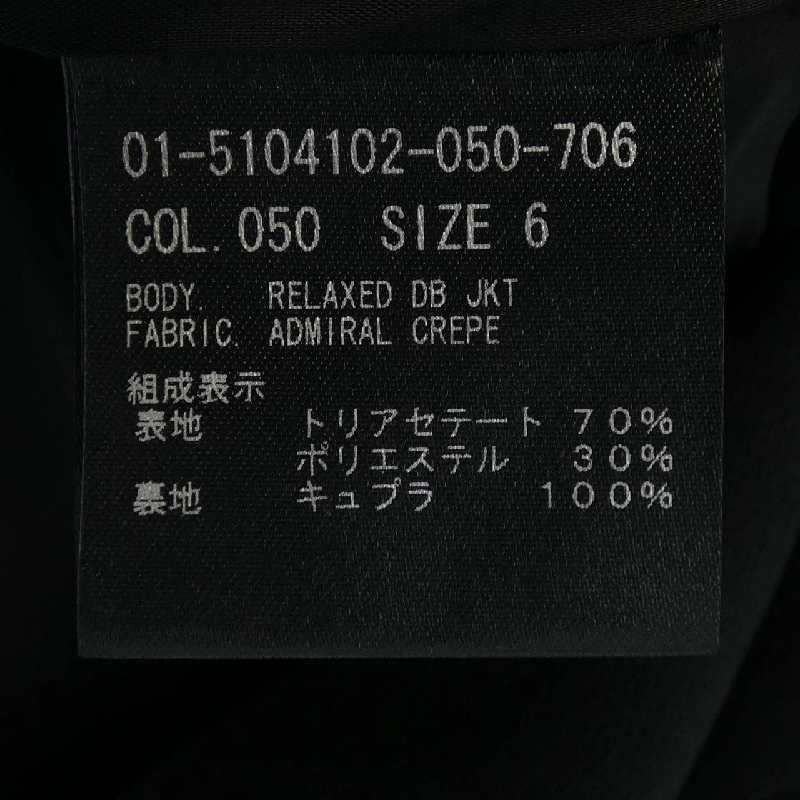 01-5104102-050-706
COL. 050 SIZE 6
BODY. RELAXED DB JKT
FABRIC. ADMIRAL CREPE
組成表示
表地 トリアセテート 70%
ポリエステル 30%
裏地 キュプラ 100%